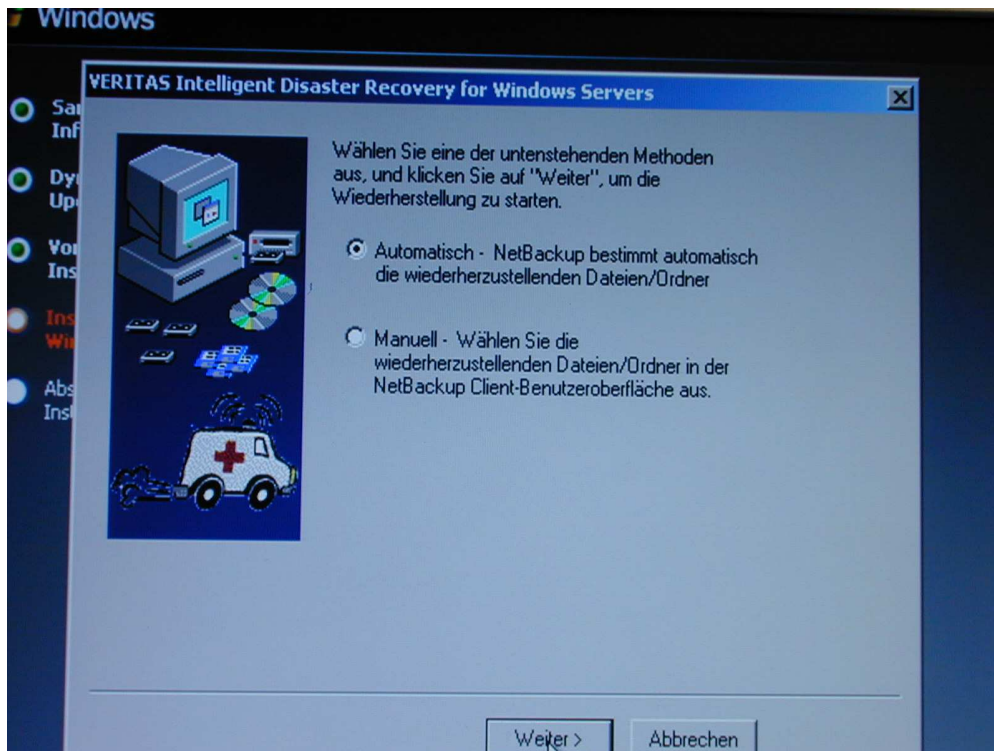 Windows
VERITAS Intelligent Disaster Recovery for Windows Servers
Wählen Sie eine der untenstehenden Methoden
aus, und klicken Sie auf "Weiter", um die
Wiederherstellung zu starten.
Automatisch - NetBackup bestimmt automatisch
die wiederherzustellenden Dateien/Ordner
Manuell - Wählen Sie die
wiederherzustellenden Dateien/Ordner in der
NetBackup Client-Benutzeroberfläche aus.
Weiter >
Abbrechen